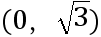 (0, √3)